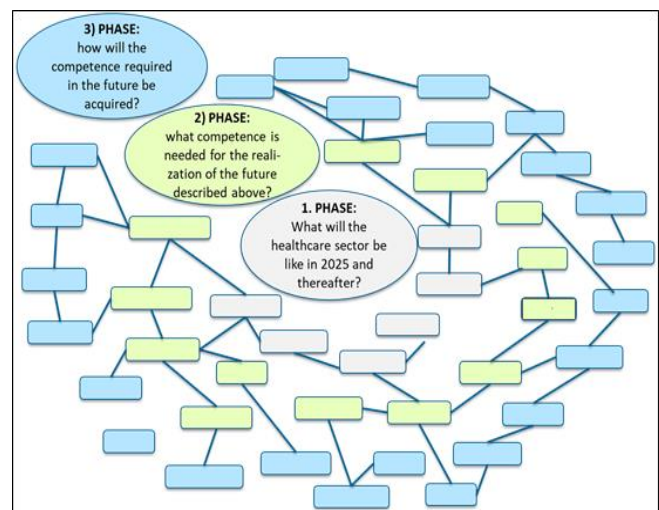 3) PHASE:
how will the
competence required
in the future be
acquired?
2) PHASE:
what competence is
needed for the reali-
zation of the future
described above?
1. PHASE:
What will the
healthcare sector be
like in 2025 and
thereafter?